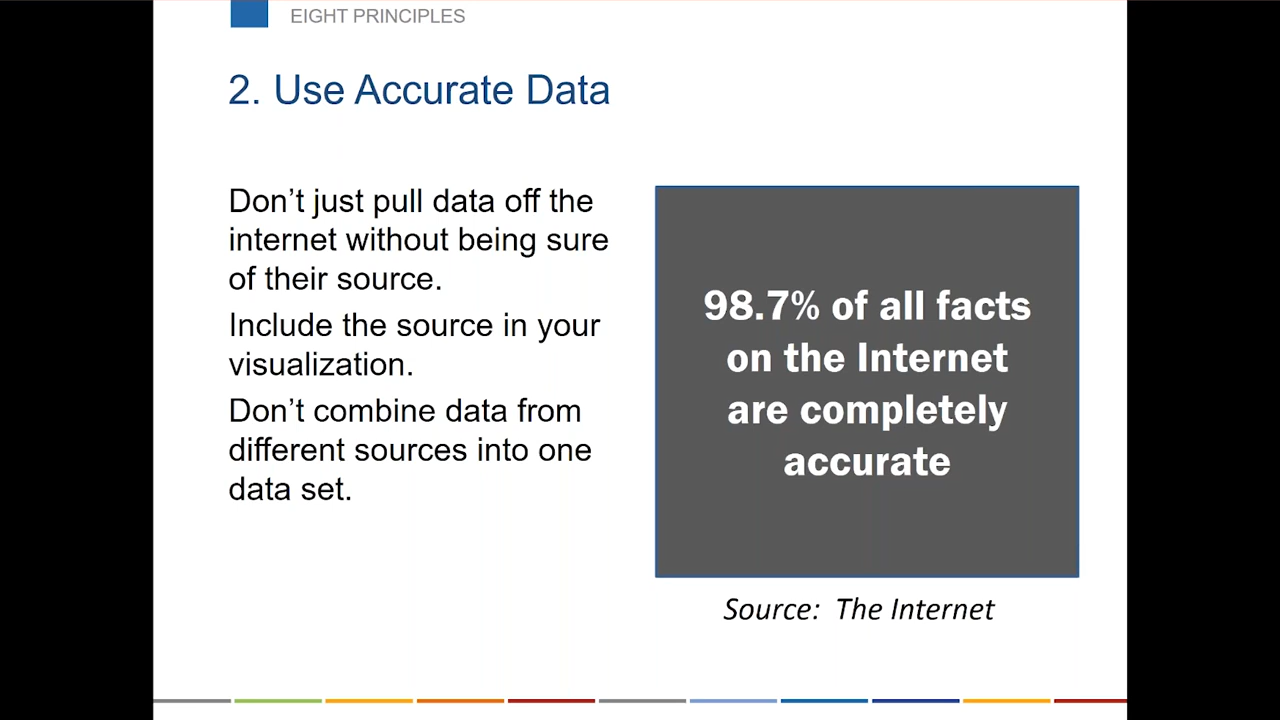 EIGHT PRINCIPLES
2. Use Accurate Data
Don’t just pull data off the
internet without being sure
of their source.
Include the source in your
visualization.
Don’t combine data from
different sources into one
data set.
98.7% of all facts
on the Internet
are completely
accurate
Source: The Internet